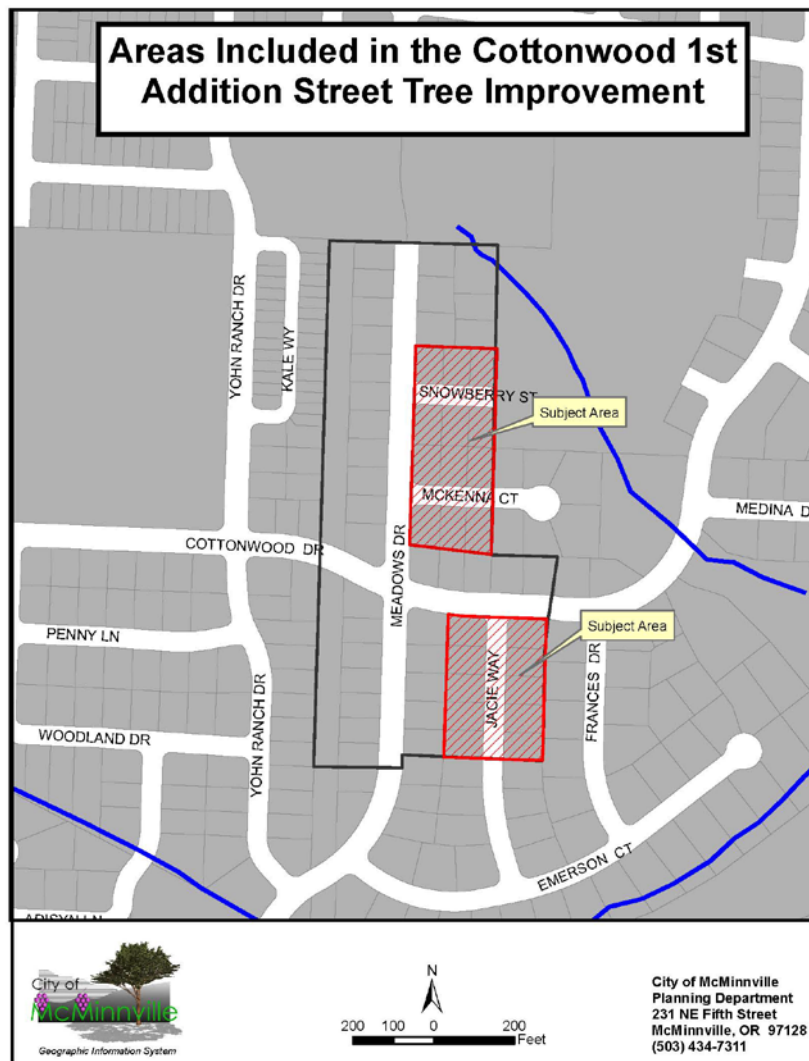 Areas Included in the Cottonwood 1st
Addition Street Tree Improvement
YOHN RANCH DR
KALE WY
SNOWBERRY ST
Subject Area
MCKENNA CT
MEDINA D
COTTONWOOD DR
MEADOWS DR
PENNY LN
Subject Area
JACIE WAY
FRANCES DR
WOODLAND DR
YOHN RANCH DR
EMERSON CT
City of
McMinnville
Geographic Information System
N
200 100 0 200
Feet
City of McMinnville
Planning Department
231 NE Fifth Street
McMinnville, OR 97128
(503) 434-7311